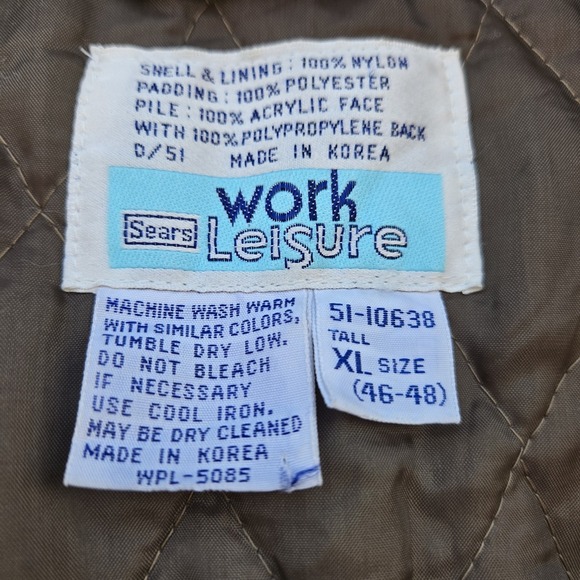 SHELL & LINING : 100% NYLON
PADDING : 100% POLYESTER
PILE : 100% ACRYLIC FACE
WITH 100% POLYPROPYLENE BACK
D/51 MADE IN KOREA
Sears work Leisure
MACHINE WASH WARM
WITH SIMILAR COLORS,
TUMBLE DRY LOW.
DO NOT BLEACH
IF NECESSARY
USE COOL IRON.
MAY BE DRY CLEANED
MADE IN KOREA
WPL-5085
51-10638
TALL
XL SIZE
(46-48)